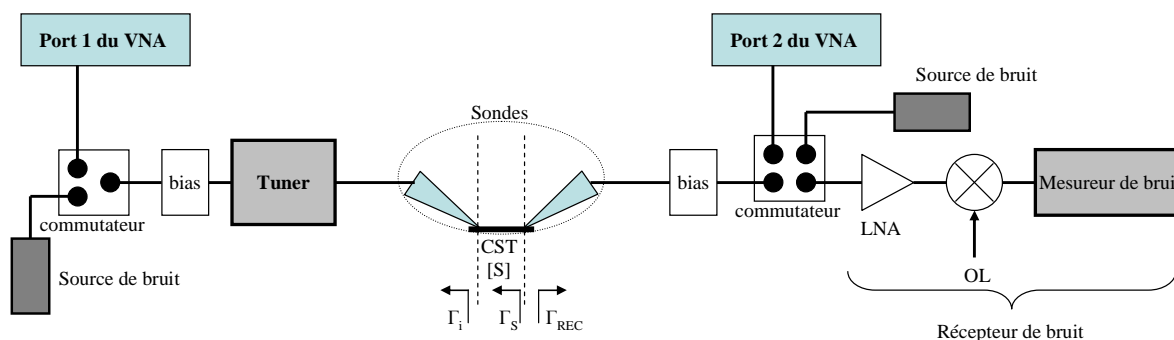 Port 1 du VNA
Port 2 du VNA
Source de bruit
Sondes
bias
Tuner
bias
Mesureur de bruit
commutateur
commutateur
LNA
CST
[S]
OL
Source de bruit
Γi
ΓS
ΓREC
Récepteur de bruit